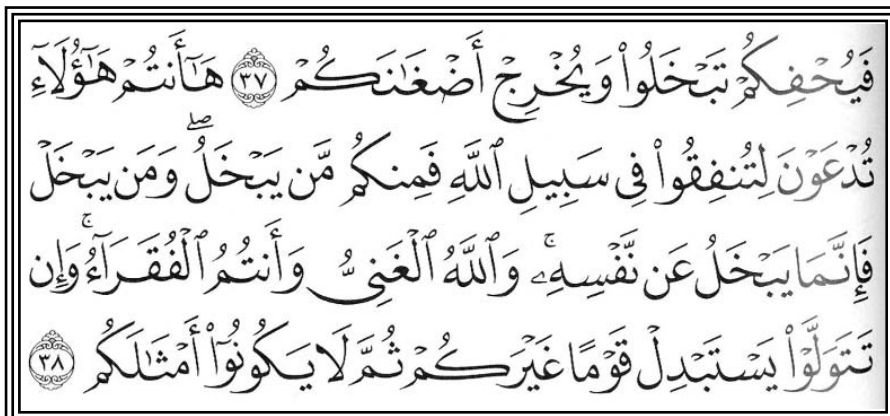 فَيُحْفِكُمْ تَبْخَلُوا۟ وَيُخْرِجْ أَضْغَـٰنَكُمْ ٣٧ هَـٰٓأَنتُمْ هَـٰٓؤُلَآءِ
تُدْعَوْنَ لِتُنفِقُوا۟ فِى سَبِيلِ ٱللَّهِ فَمِنكُم مَّن يَبْخَلُ ۖ وَمَن يَبْخَلْ
فَإِنَّمَا يَبْخَلُ عَن نَّفْسِهِۦ ۚ وَٱللَّهُ ٱلْغَنِىُّ وَأَنتُمُ ٱلْفُقَرَآءُ ۚ وَإِن
تَتَوَلَّوْا۟ يَسْتَبْدِلْ قَوْمًا غَيْرَكُمْ ثُمَّ لَا يَكُونُوٓا۟ أَمْثَـٰلَكُم ٣٨